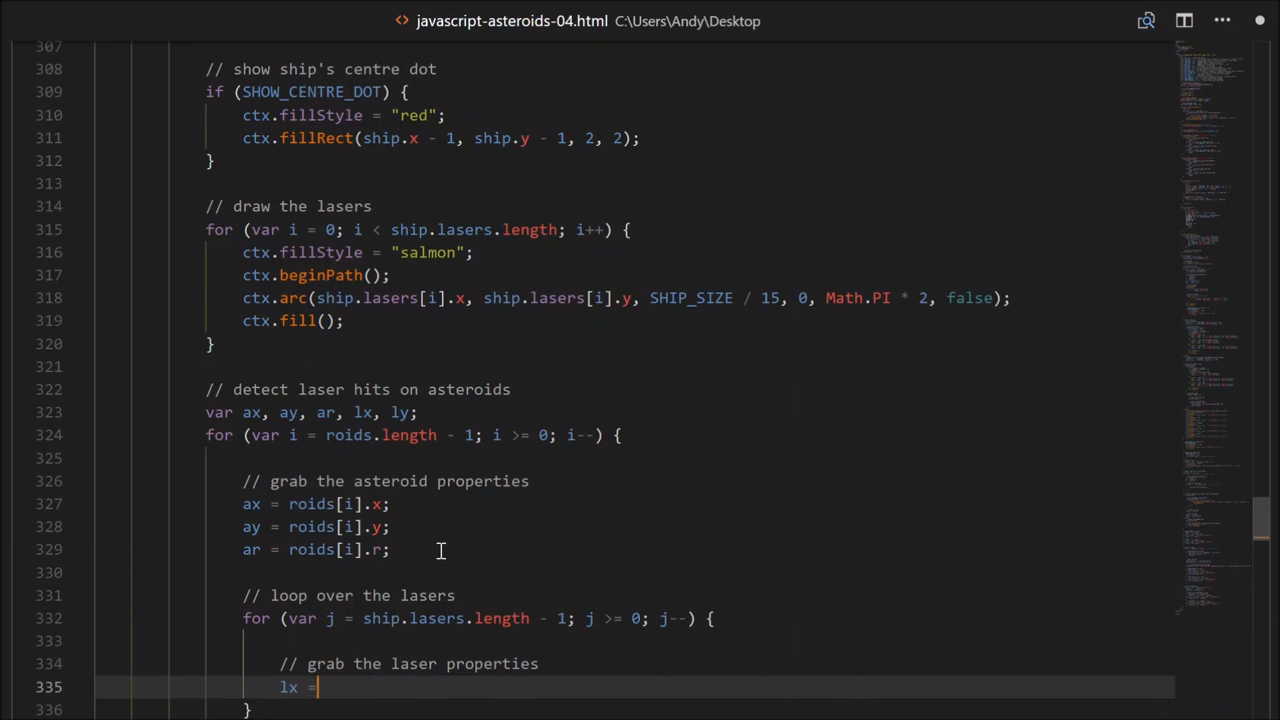 javascript-asteroids-04.html C:\Users\Andy\Desktop
307
308 // show ship's centre dot
309 if (SHOW_CENTRE_DOT) {
310 ctx.fillStyle = "red";
311 ctx.fillRect(ship.x - 1, ship.y - 1, 2, 2);
312 }
313
314 // draw the lasers
315 for (var i = 0; i < ship.lasers.length; i++) {
316 ctx.fillStyle = "salmon";
317 ctx.beginPath();
318 ctx.arc(ship.lasers[i].x, ship.lasers[i].y, SHIP_SIZE / 15, 0, Math.PI * 2, false);
319 ctx.fill();
320 }
321
322 // detect laser hits on asteroids
323 var ax, ay, ar, lx, ly;
324 for (var i = roids.length - 1; i >= 0; i--) {
325
326 // grab the asteroid properties
327 ax = roids[i].x;
328 ay = roids[i].y;
329 ar = roids[i].r;
330
331 // loop over the lasers
332 for (var j = ship.lasers.length - 1; j >= 0; j--) {
333
334 // grab the laser properties
335 lx =
336 }